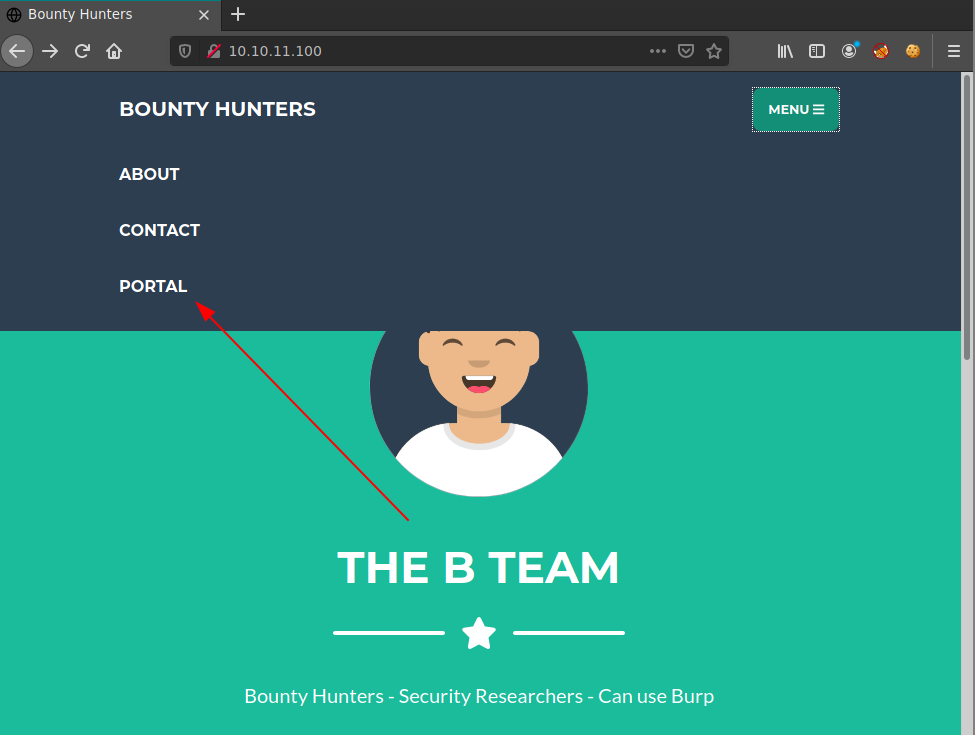 Bounty Hunters
10.10.11.100
BOUNTY HUNTERS
MENU
ABOUT
CONTACT
PORTAL
THE B TEAM
Bounty Hunters - Security Researchers - Can use Burp